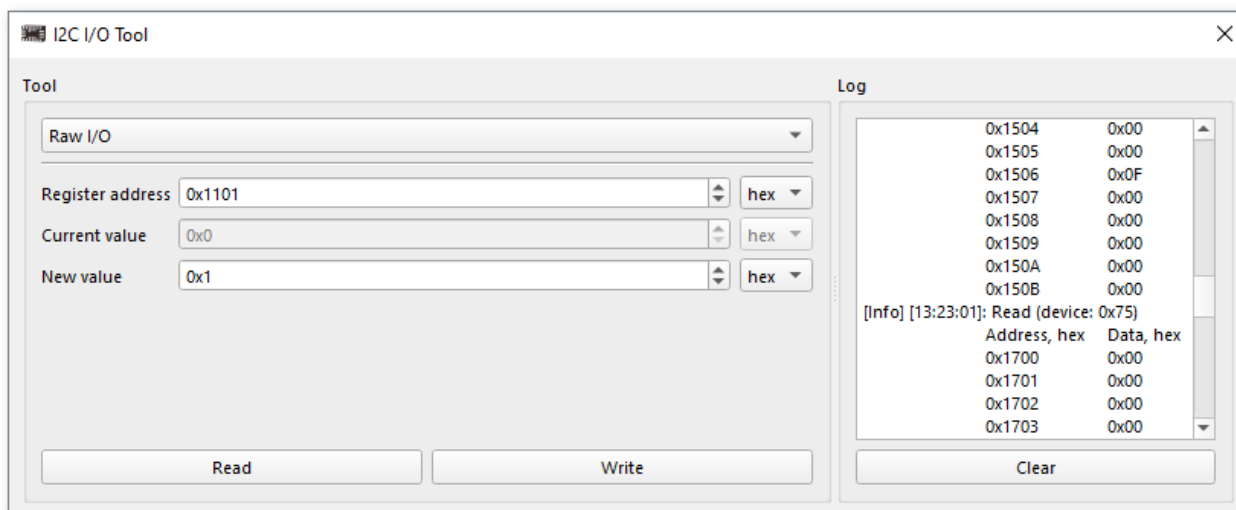 I2C I/O Tool
Tool
Raw I/O
Register address 0x1101 hex
Current value 0x0 hex
New value 0x1 hex
Read Write
Log
0x1504 0x00
0x1505 0x00
0x1506 0x0F
0x1507 0x00
0x1508 0x00
0x1509 0x00
0x150A 0x00
0x150B 0x00
[Info] [13:23:01]: Read (device: 0x75)
Address, hex Data, hex
0x1700 0x00
0x1701 0x00
0x1702 0x00
0x1703 0x00
Clear